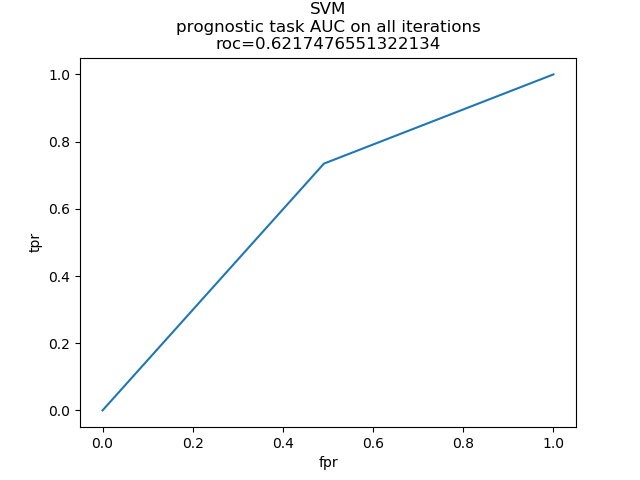 SVM
prognostic task AUC on all iterations
roc=0.6217476551322134
1.0
0.8
0.6
0.4
0.2
0.0
tpr
0.0 0.2 0.4 0.6 0.8 1.0
fpr